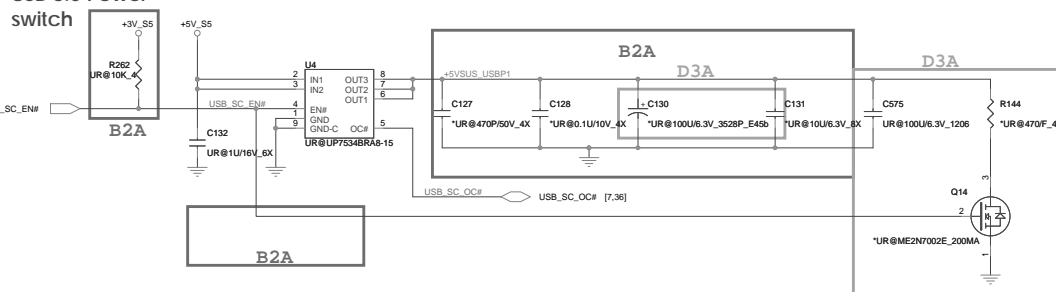 switch
+3V_S5
+5V_S5
R262
UR@10K_4
_SC_EN#
B2A
USB_SC_EN#
C132
UR@1U/16V_6X
U4
2 IN1 OUT3 8
3 IN2 OUT2 7
OUT1 6
4 EN#
1 GND
9 GND-C OC# 5
UR@UP7534BRA8-15
B2A
D3A
+5VSUS_USBP1
C127
*UR@470P/50V_4X
C128
*UR@0.1U/10V_4X
+
C130
*UR@100U/6.3V_3528P_E45b
C131
*UR@10U/6.3V_8X
C575
UR@100U/6.3V_1206
D3A
R144
*UR@470/F_4
USB_SC_OC#
USB_SC_OC# [7,36]
B2A
Q14
3
2
1
*UR@ME2N7002E_200MA